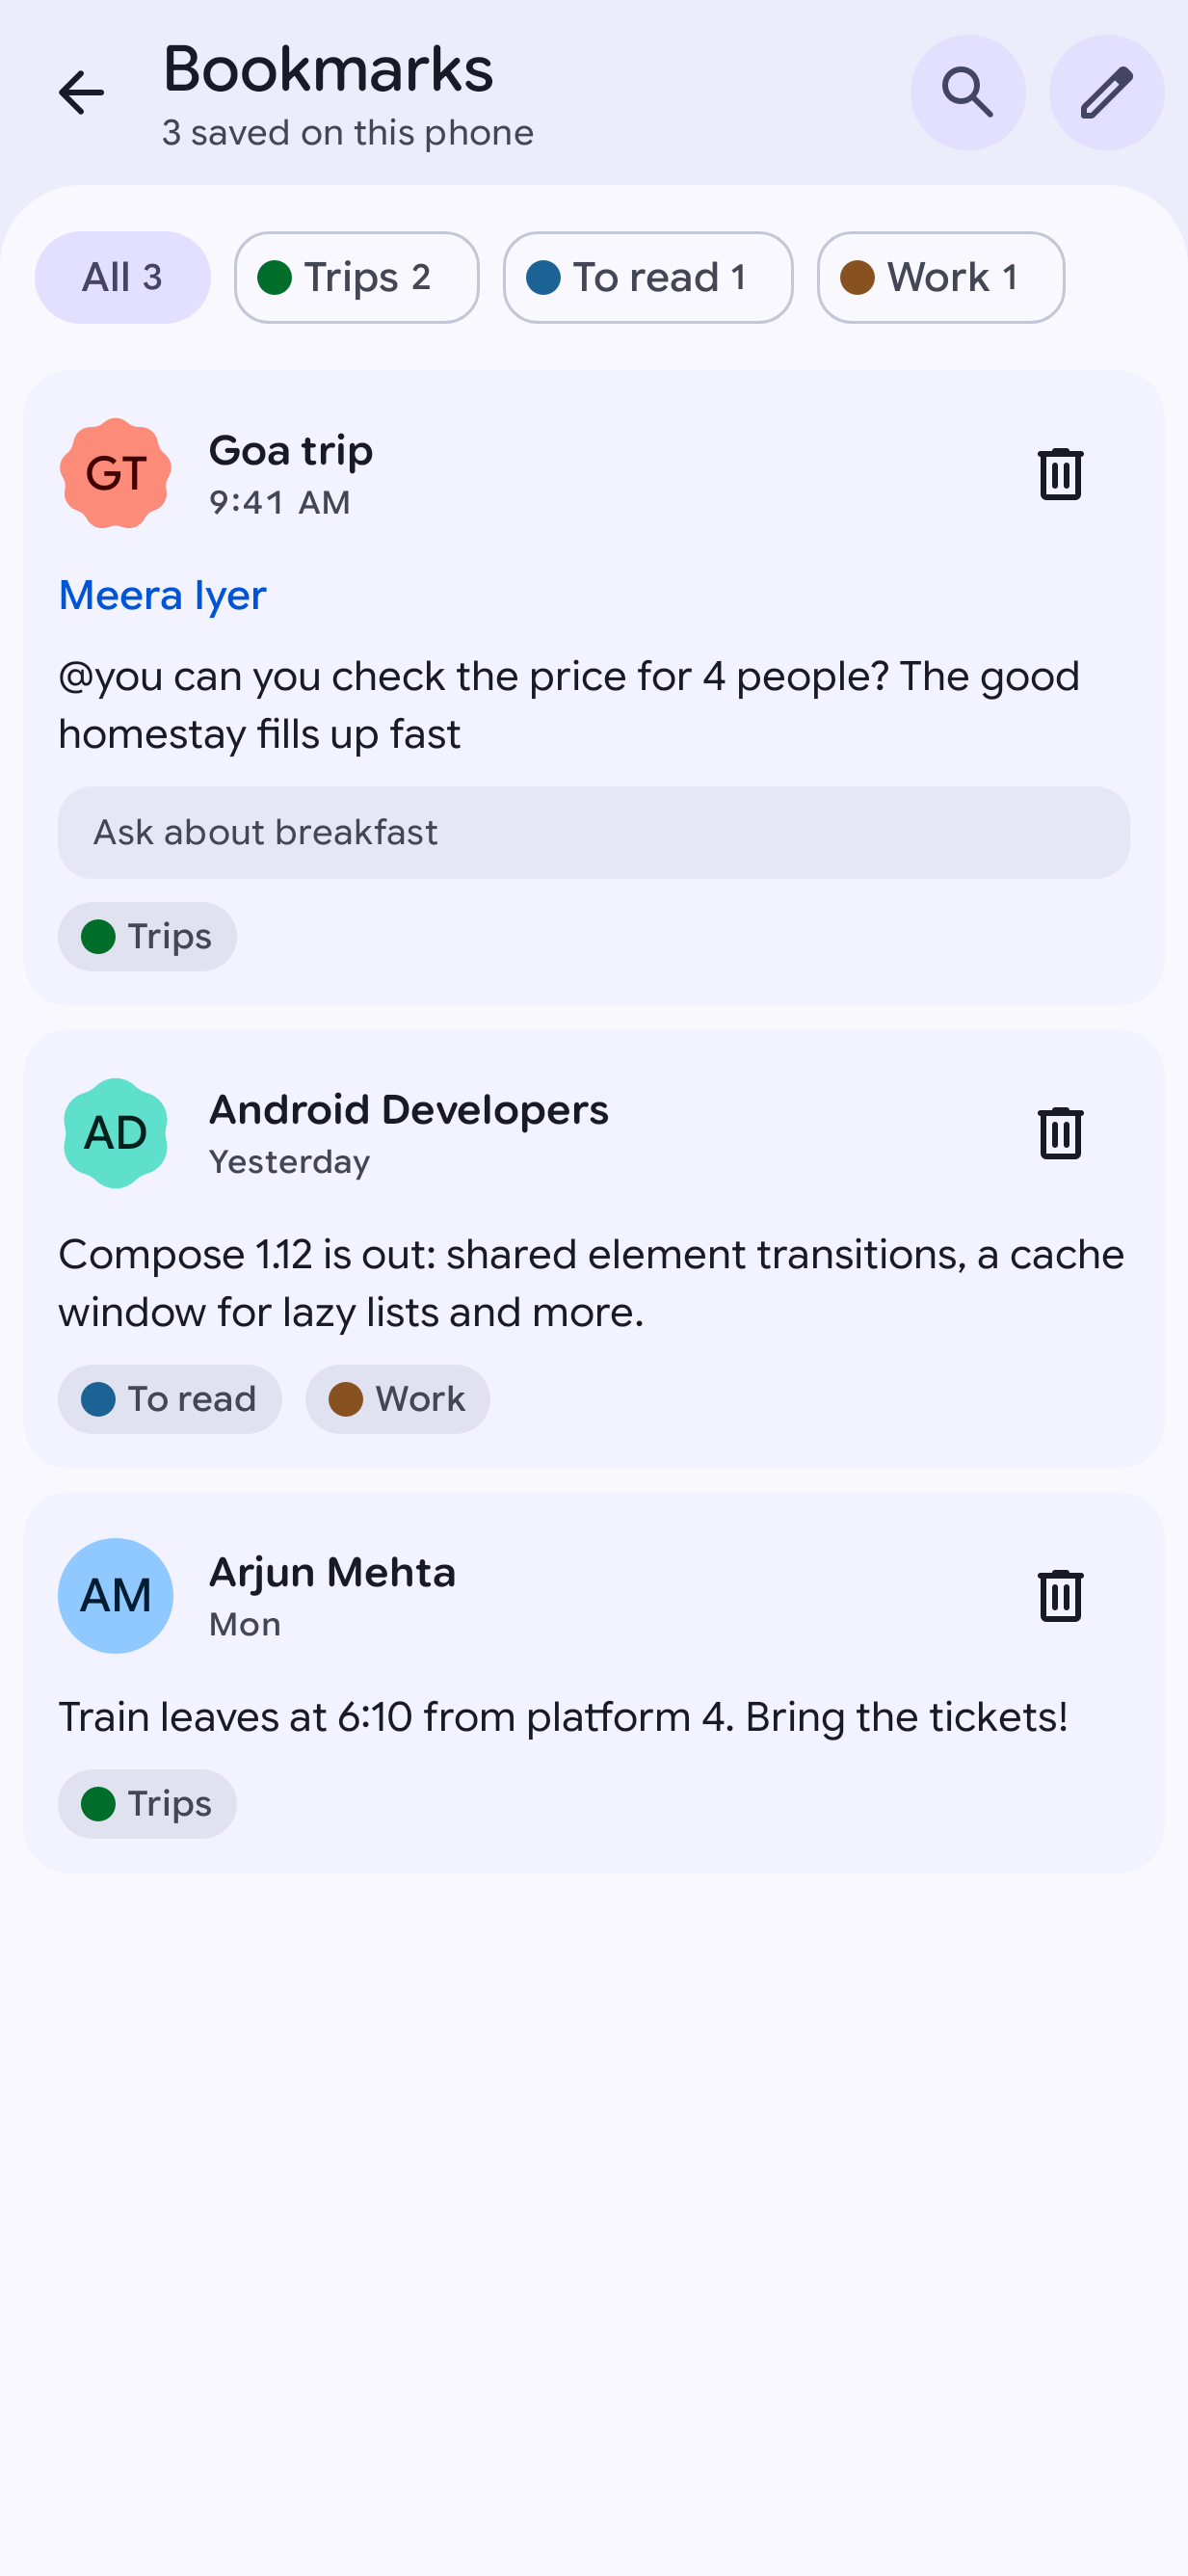 Bookmarks
3 saved on this phone
All 3
Trips 2
To read 1
Work 1
GT
Goa trip
9:41 AM
Meera Iyer
@you can you check the price for 4 people? The good
homestay fills up fast
Ask about breakfast
Trips
AD
Android Developers
Yesterday
Compose 1.12 is out: shared element transitions, a cache
window for lazy lists and more.
To read
Work
AM
Arjun Mehta
Mon
Train leaves at 6:10 from platform 4. Bring the tickets!
Trips